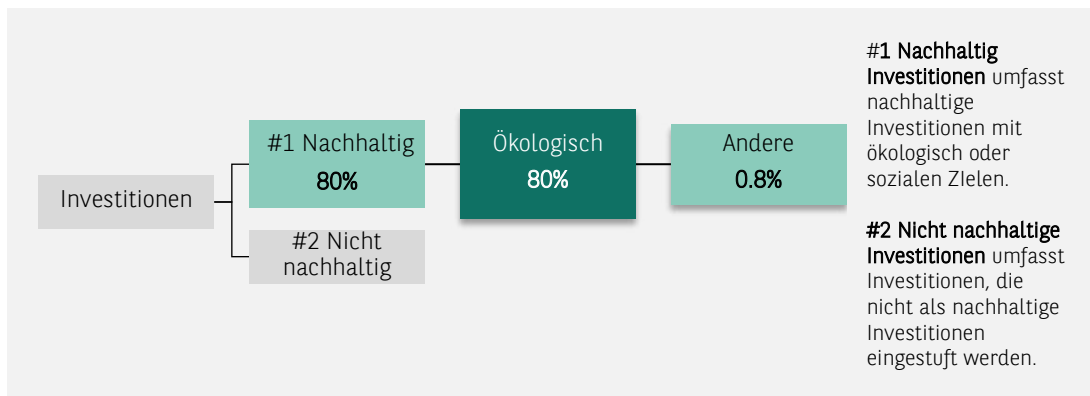 Investitionen
#1 Nachhaltig
80%
#2 Nicht
nachhaltig
Ökologisch
80%
Andere
0.8%
#1 Nachhaltig
Investitionen umfasst
nachhaltige
Investitionen mit
ökologisch oder
sozialen ZIelen.
#2 Nicht nachhaltige
Investitionen umfasst
Investitionen, die
nicht als nachhaltige
Investitionen
eingestuft werden.